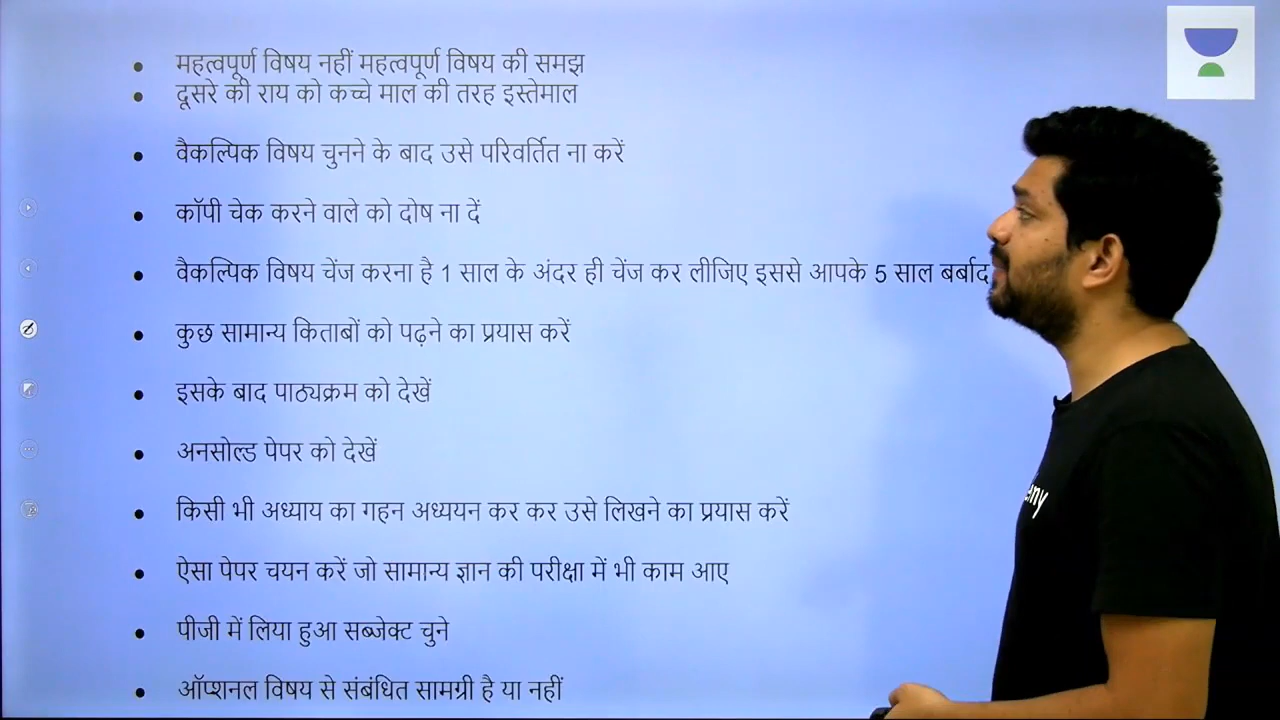 महत्वपूर्ण विषय नहीं महत्वपूर्ण विषय की समझ
दूसरे की राय को कच्चे माल की तरह इस्तेमाल
वैकल्पिक विषय चुनने के बाद उसे परिवर्तित ना करें
कॉपी चेक करने वाले को दोष ना दें
वैकल्पिक विषय चेंज करना है 1 साल के अंदर ही चेंज कर लीजिए इससे आपके 5 साल बर्बाद
कुछ सामान्य किताबों को पढ़ने का प्रयास करें
इसके बाद पाठ्यक्रम को देखें
अनसोल्ड पेपर को देखें
किसी भी अध्याय का गहन अध्ययन कर कर उसे लिखने का प्रयास करें
ऐसा पेपर चयन करें जो सामान्य ज्ञान की परीक्षा में भी काम आए
पीजी में लिया हुआ सब्जेक्ट चुने
ऑप्शनल विषय से संबंधित सामग्री है या नहीं